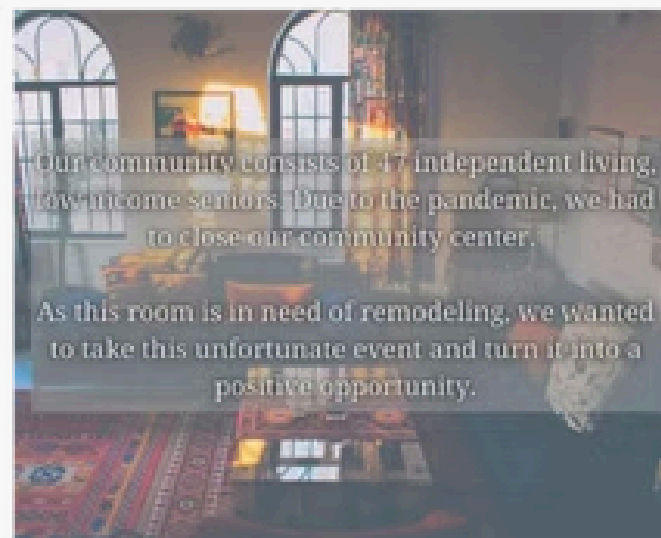 Our community consists of 47 independent living,
low-income seniors. Due to the pandemic, we had
to close our community center.
As this room is in need of remodeling, we wanted
to take this unfortunate event and turn it into a
positive opportunity.